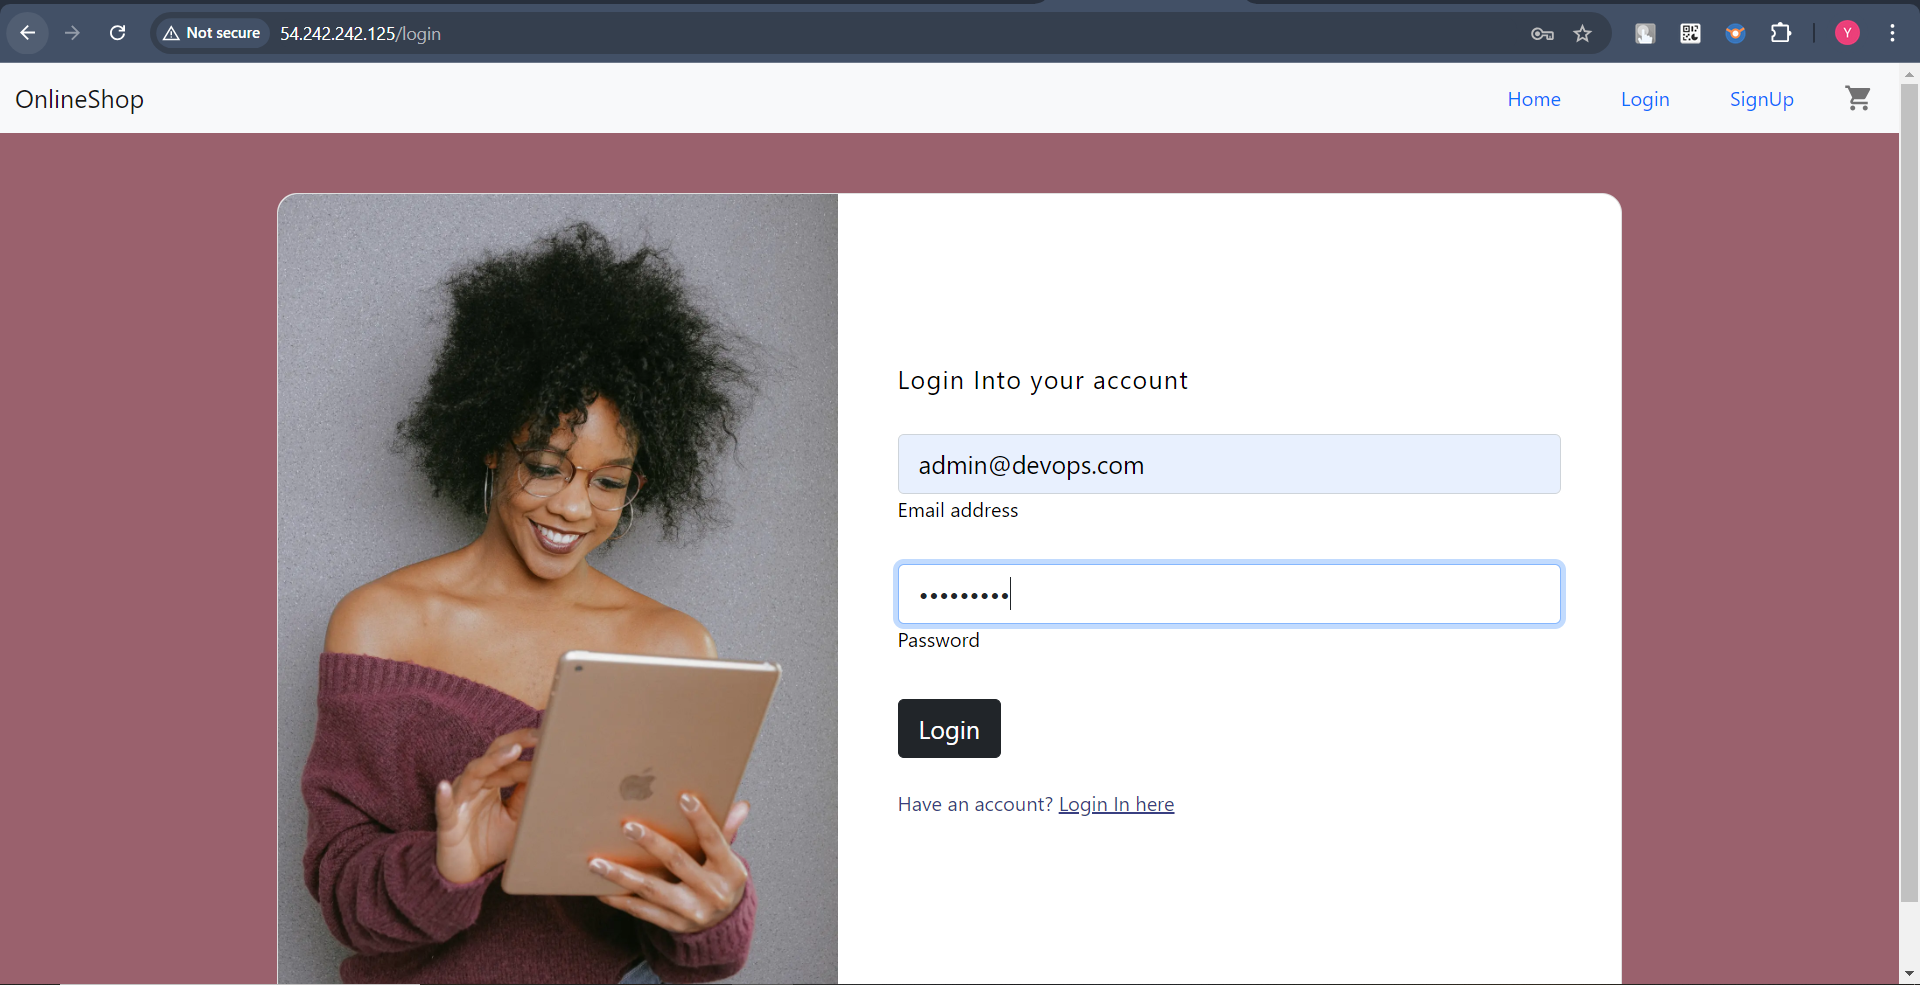 Not secure 54.242.242.125/login
Y
OnlineShop
Home Login SignUp
Login Into your account
admin@devops.com
Email address
•••••••••
Password
Login
Have an account? Login In here